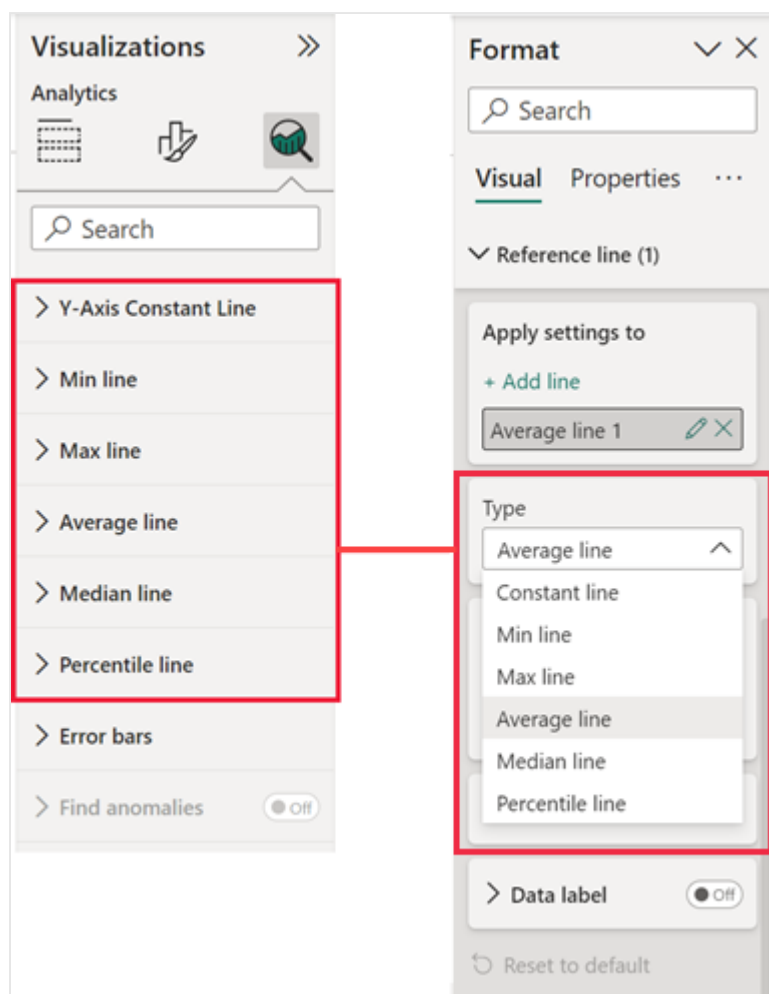 Visualizations
Analytics
Search
Y-Axis Constant Line
Min line
Max line
Average line
Median line
Percentile line
Error bars
Find anomalies Off
Format
Search
Visual Properties ...
Reference line (1)
Apply settings to
+ Add line
Average line 1
Type
Average line
Constant line
Min line
Max line
Average line
Median line
Percentile line
Data label Off
Reset to default